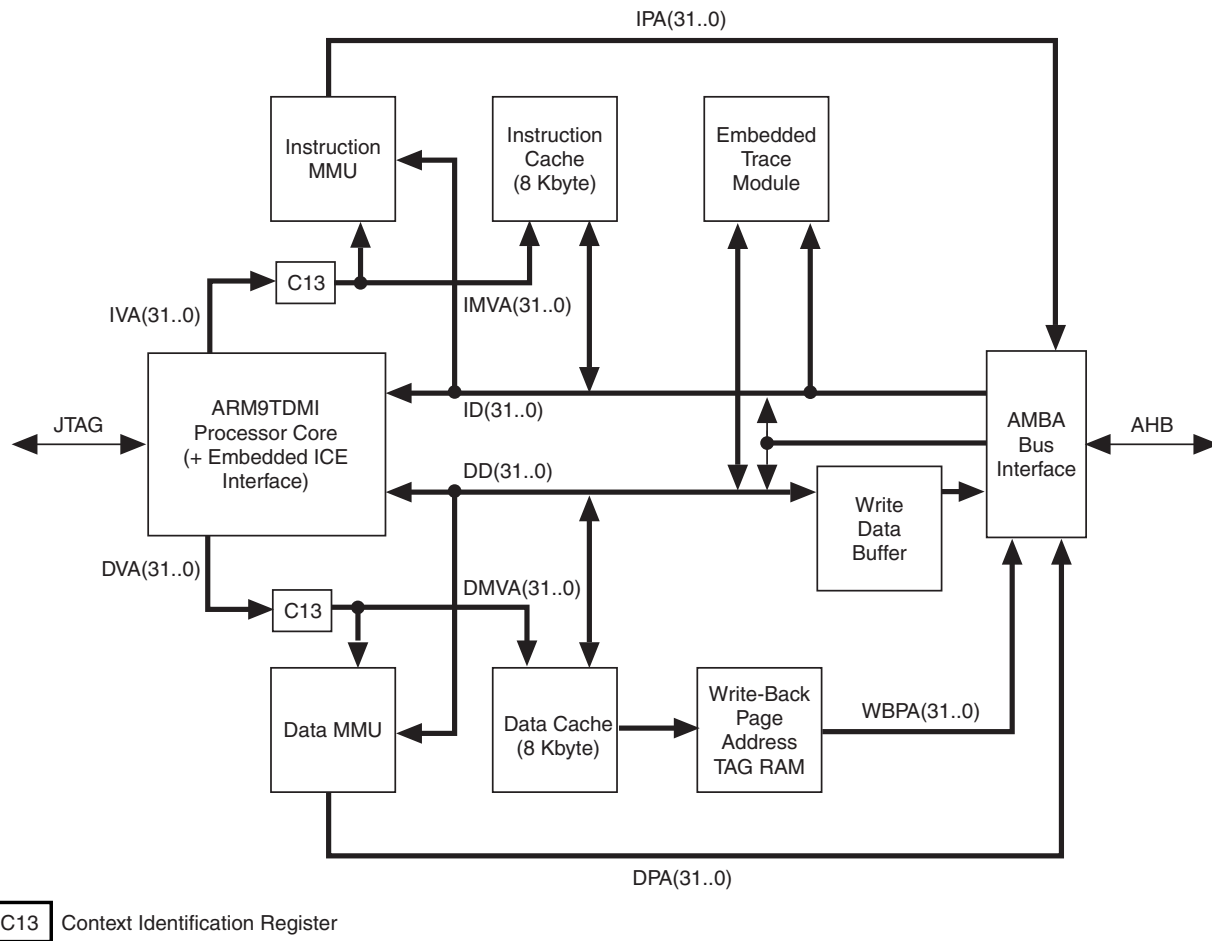 IPA(31..0)
Instruction
MMU
Instruction
Cache
(8 Kbyte)
Embedded
Trace
Module
C13
IVA(31..0)
IMVA(31..0)
ARM9TDMI
Processor Core
(+ Embedded ICE
Interface)
JTAG
ID(31..0)
AMBA
Bus
Interface
AHB
DD(31..0)
Write
Data
Buffer
DVA(31..0)
C13
DMVA(31..0)
Data MMU
Data Cache
(8 Kbyte)
Write-Back
Page
Address
TAG RAM
WBPA(31..0)
DPA(31..0)
C13 Context Identification Register